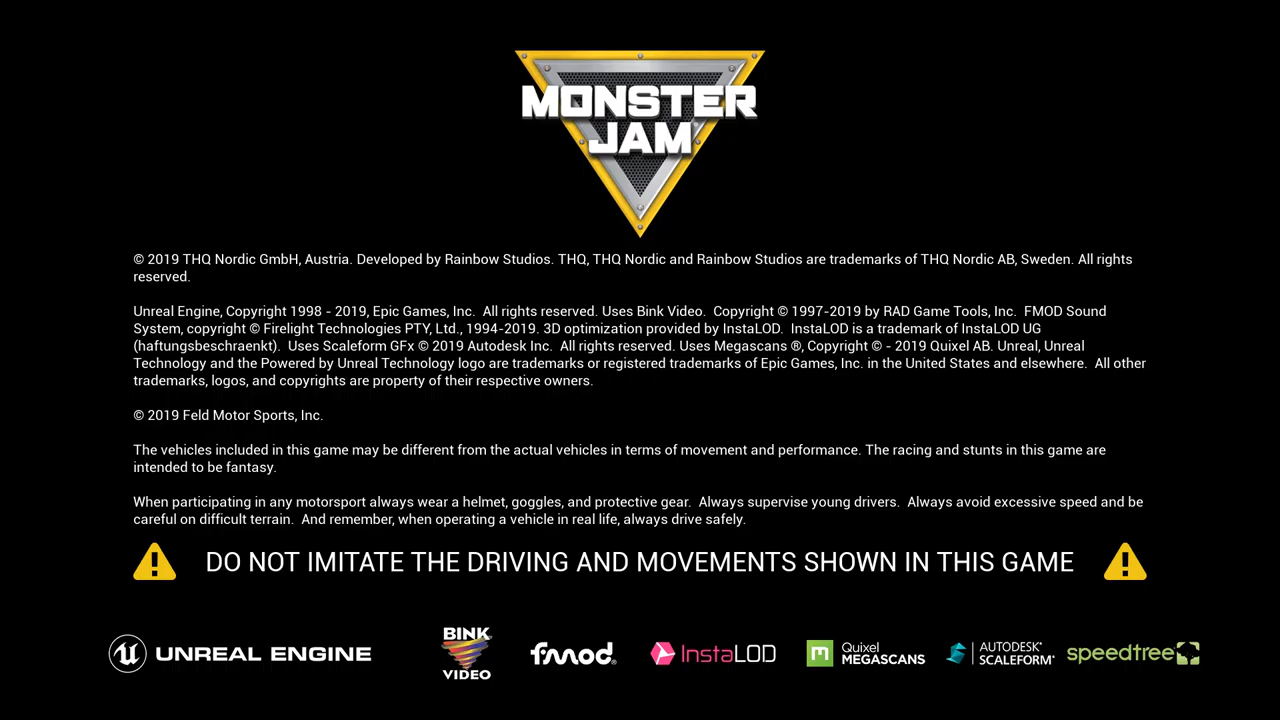 MONSTER
JAM
© 2019 THQ Nordic GmbH, Austria. Developed by Rainbow Studios. THQ, THQ Nordic and Rainbow Studios are trademarks of THQ Nordic AB, Sweden. All rights
reserved.
Unreal Engine, Copyright 1998 - 2019, Epic Games, Inc.  All rights reserved. Uses Bink Video.  Copyright © 1997-2019 by RAD Game Tools, Inc.  FMOD Sound
System, copyright © Firelight Technologies PTY, Ltd., 1994-2019. 3D optimization provided by InstaLOD.  InstaLOD is a trademark of InstaLOD UG
(haftungsbeschraenkt).  Uses Scaleform GFx © 2019 Autodesk Inc.  All rights reserved. Uses Megascans ®, Copyright © - 2019 Quixel AB. Unreal, Unreal
Technology and the Powered by Unreal Technology logo are trademarks or registered trademarks of Epic Games, Inc. in the United States and elsewhere.  All other
trademarks, logos, and copyrights are property of their respective owners.
© 2019 Feld Motor Sports, Inc.
The vehicles included in this game may be different from the actual vehicles in terms of movement and performance. The racing and stunts in this game are
intended to be fantasy.
When participating in any motorsport always wear a helmet, goggles, and protective gear.  Always supervise young drivers.  Always avoid excessive speed and be
careful on difficult terrain.  And remember, when operating a vehicle in real life, always drive safely.
DO NOT IMITATE THE DRIVING AND MOVEMENTS SHOWN IN THIS GAME
UNREAL ENGINE
BINK
VIDEO
fmod®
InstaLOD
Quixel
MEGASCANS
AUTODESK®
SCALEFORM®
speedtree